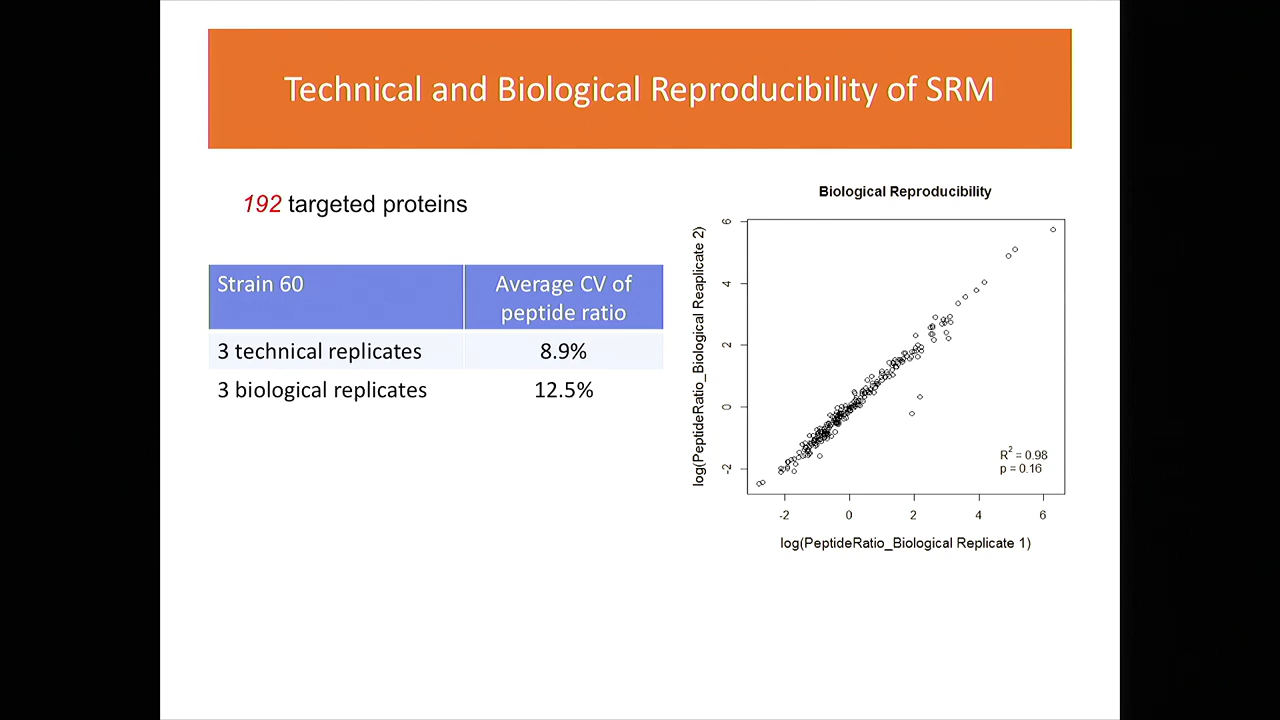 Technical and Biological Reproducibility of SRM
192 targeted proteins
Strain 60
Average CV of
peptide ratio
3 technical replicates
8.9%
3 biological replicates
12.5%
Biological Reproducibility
log(PeptideRatio_Biological Reaplicate 2)
6
4
2
0
-2
R² = 0.98
p = 0.16
-2
0
2
4
6
log(PeptideRatio_Biological Replicate 1)